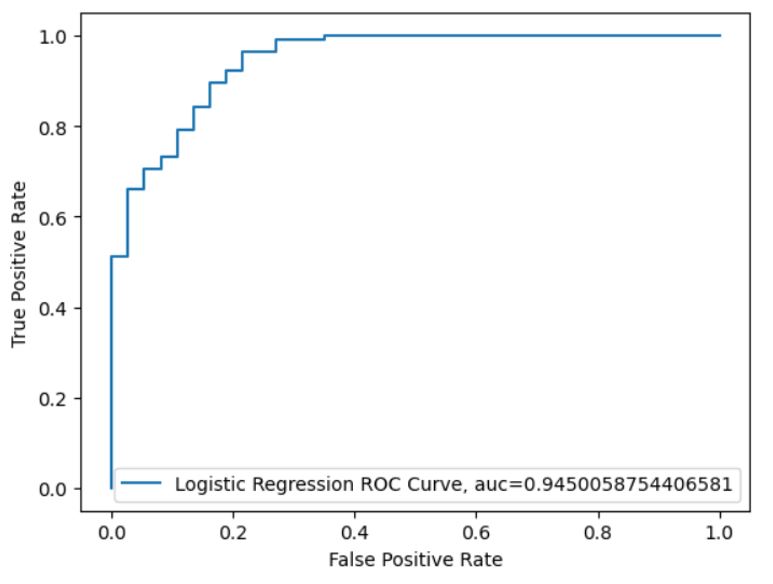 1.0
0.8
0.6
0.4
0.2
0.0
True Positive Rate
Logistic Regression ROC Curve, auc=0.9450058754406581
0.0 0.2 0.4 0.6 0.8 1.0
False Positive Rate